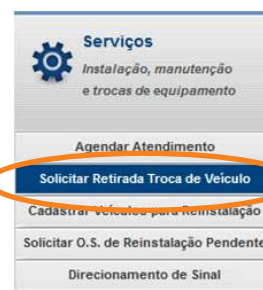 Serviços
Instalação, manutenção
e trocas de equipamento
Agendar Atendimento
Solicitar Retirada Troca de Veículo
Cadastrar Veículos para Reinstalação
Solicitar O.S. de Reinstalação Pendente
Direcionamento de Sinal